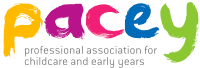 pacey
professional association for
childcare and early years